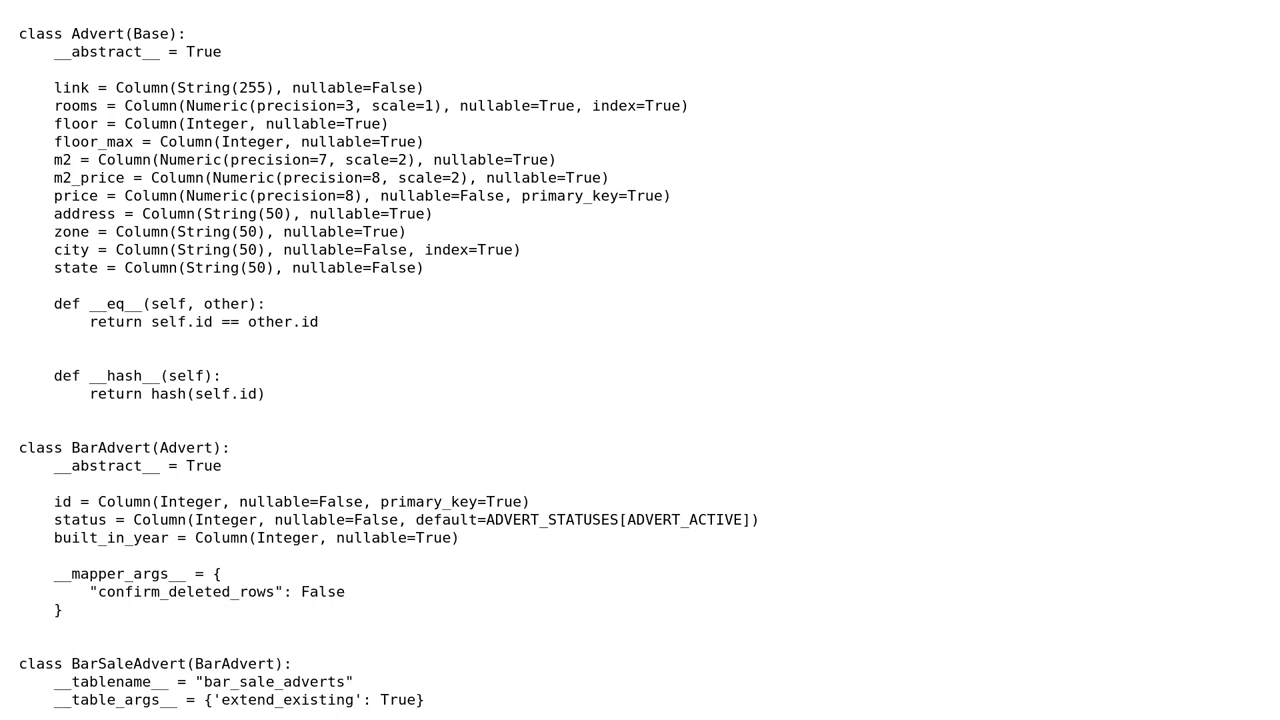 class Advert(Base):
    __abstract__ = True

    link = Column(String(255), nullable=False)
    rooms = Column(Numeric(precision=3, scale=1), nullable=True, index=True)
    floor = Column(Integer, nullable=True)
    floor_max = Column(Integer, nullable=True)
    m2 = Column(Numeric(precision=7, scale=2), nullable=True)
    m2_price = Column(Numeric(precision=8, scale=2), nullable=True)
    price = Column(Numeric(precision=8), nullable=False, primary_key=True)
    address = Column(String(50), nullable=True)
    zone = Column(String(50), nullable=True)
    city = Column(String(50), nullable=False, index=True)
    state = Column(String(50), nullable=False)

    def __eq__(self, other):
        return self.id == other.id


    def __hash__(self):
        return hash(self.id)


class BarAdvert(Advert):
    __abstract__ = True

    id = Column(Integer, nullable=False, primary_key=True)
    status = Column(Integer, nullable=False, default=ADVERT_STATUSES[ADVERT_ACTIVE])
    built_in_year = Column(Integer, nullable=True)

    __mapper_args__ = {
        "confirm_deleted_rows": False
    }


class BarSaleAdvert(BarAdvert):
    __tablename__ = "bar_sale_adverts"
    __table_args__ = {'extend_existing': True}